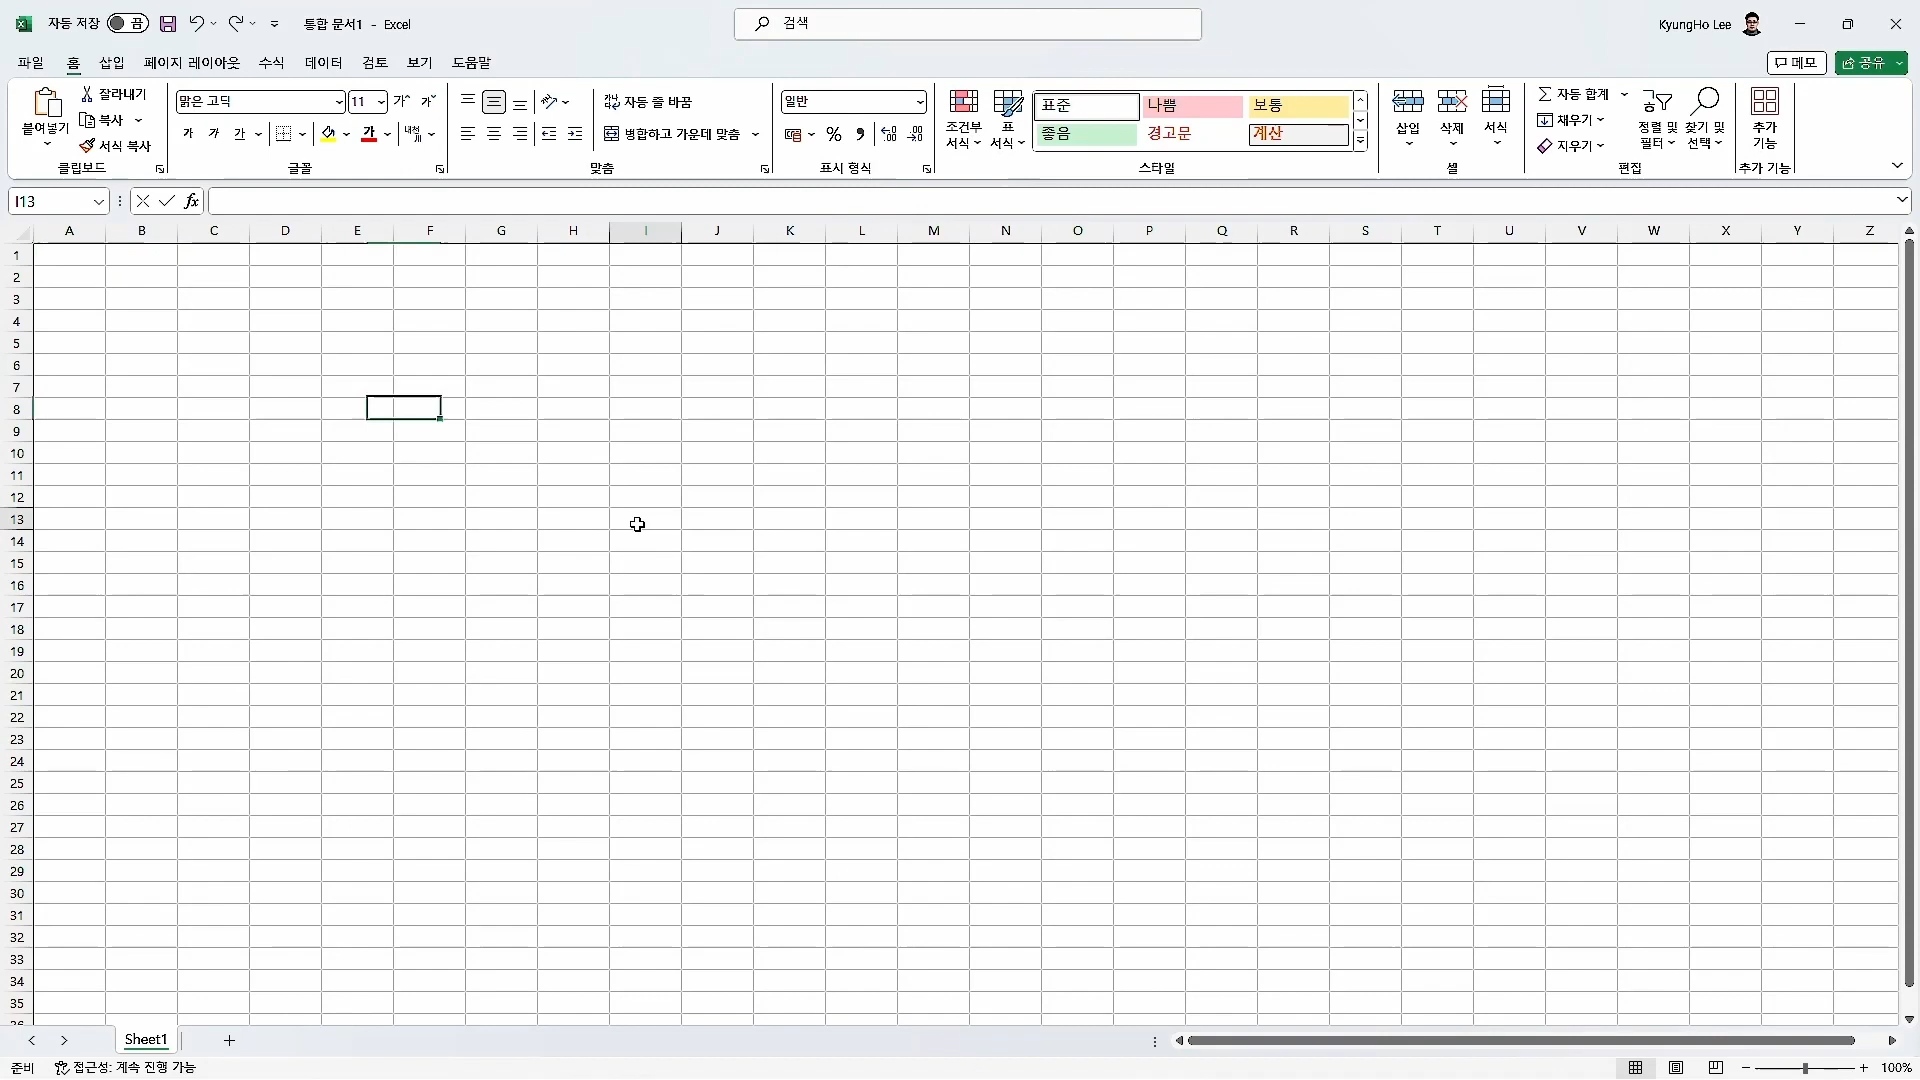 자동 저장 끔 통합 문서1 - Excel 검색 KyungHo Lee
파일 홈 삽입 페이지 레이아웃 수식 데이터 검토 보기 도움말 메모 공유
붙여넣기 잘라내기 복사 서식 복사 클립보드
맑은 고딕 11 가 가
가 가 가 가 내천 글꼴
자동 줄 바꿈
병합하고 가운데 맞춤
맞춤
일반
% 9
표시 형식
조건부 서식 표 서식
표준 나쁨 보통
좋음 경고문 계산
스타일
삽입 삭제 서식
셀
자동 합계
채우기
지우기
정렬 및 필터 찾기 및 선택
편집
추가 기능
추가 기능
I13 fx
A B C D E F G H I J K L M N O P Q R S T U V W X Y Z
1
2
3
4
5
6
7
8
9
10
11
12
13
14
15
16
17
18
19
20
21
22
23
24
25
26
27
28
29
30
31
32
33
34
35
36
Sheet1
준비 접근성: 계속 진행 가능 100%